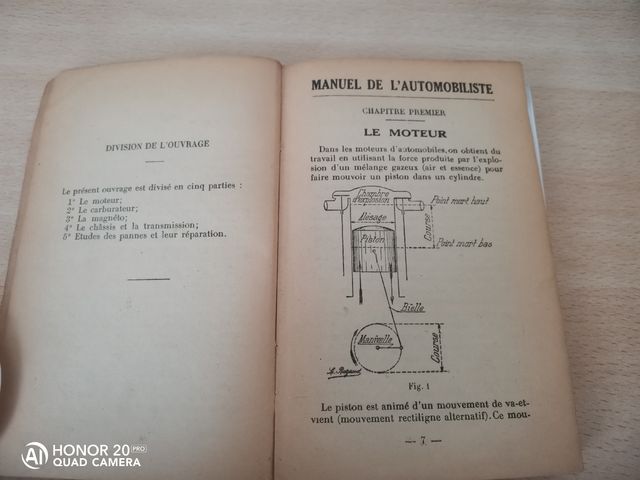 DIVISION DE L'OUVRAGE
Le présent ouvrage est divisé en cinq parties :
1° Le moteur;
2° Le carburateur;
3° La magnéto;
4° Le châssis et la transmission;
5° Etudes des pannes et leur réparation.
MANUEL DE L'AUTOMOBILISTE
CHAPITRE PREMIER
LE MOTEUR
Dans les moteurs d'automobiles, on obtient du
travail en utilisant la force produite par l'explo-
sion d'un mélange gazeux (air et essence) pour
faire mouvoir un piston dans un cylindre.
Chambre
d'explosion
Point mort haut
Alésage
Course
Piston
Point mort bas
Bielle
Manivelle
Course
Fig. 1
Le piston est animé d'un mouvement de va-et-
vient (mouvement rectiligne alternatif). Ce mou-
— 7 —
AI HONOR 20 PRO
QUAD CAMERA